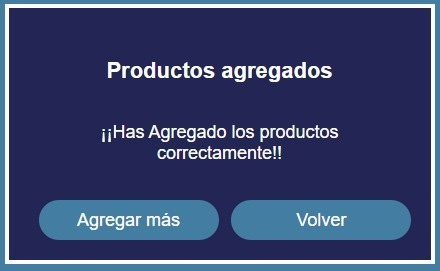 Productos agregados
¡¡Has Agregado los productos
correctamente!!
Agregar más
Volver